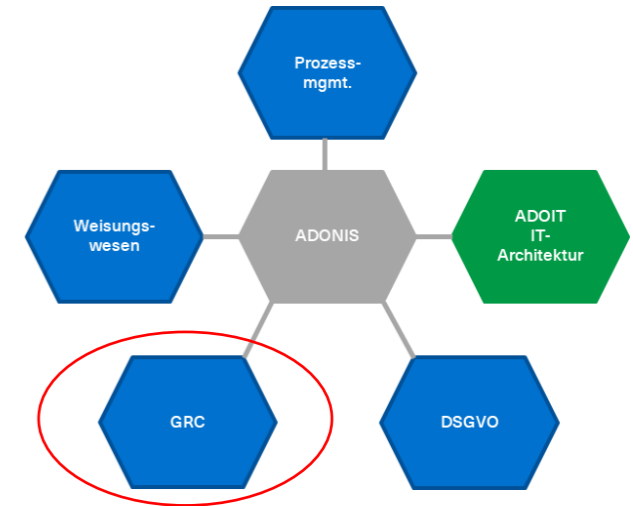 Prozess-
mgmt.
Weisungs-
wesen
ADONIS
ADOIT
IT-
Architektur
GRC
DSGVO